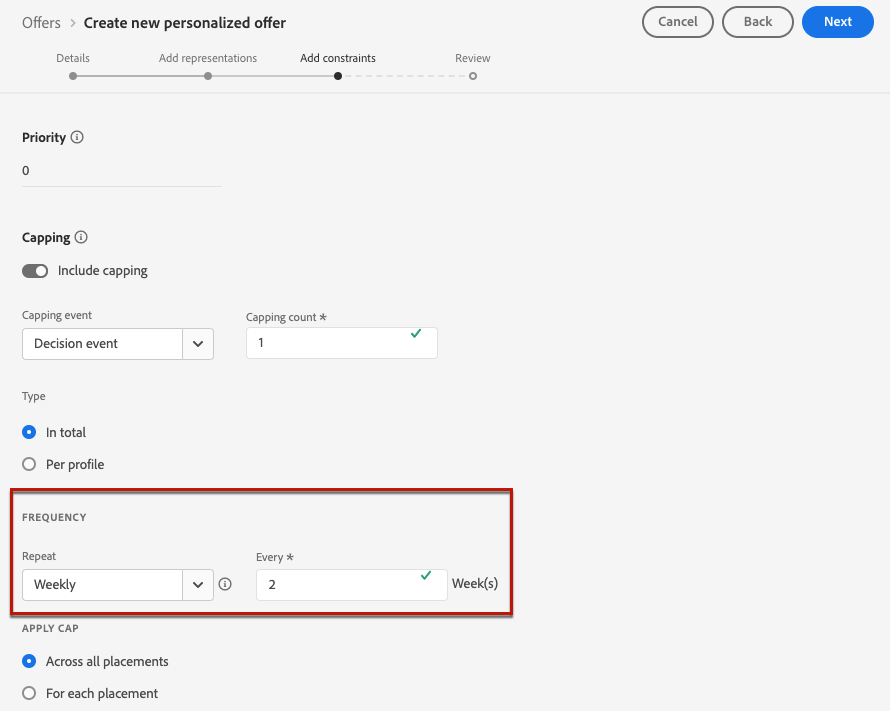 Offers > Create new personalized offer
Cancel Back Next
Details Add representations Add constraints Review
Priority
0
Capping
Include capping
Capping event Capping count *
Decision event 1
Type
In total
Per profile
FREQUENCY
Repeat Every *
Weekly 2 Week(s)
APPLY CAP
Across all placements
For each placement